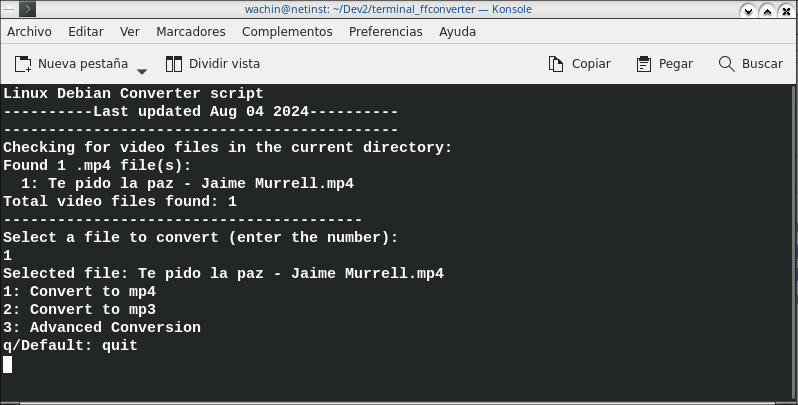 wachin@netinst: ~/Dev2/terminal_ffconverter — Konsole
Archivo Editar Ver Marcadores Complementos Preferencias Ayuda
Nueva pestaña Dividir vista Copiar Pegar Buscar
Linux Debian Converter script
----------Last updated Aug 04 2024----------
--------------------------------------------
Checking for video files in the current directory:
Found 1 .mp4 file(s):
  1: Te pido la paz - Jaime Murrell.mp4
Total video files found: 1
----------------------------------------
Select a file to convert (enter the number):
1
Selected file: Te pido la paz - Jaime Murrell.mp4
1: Convert to mp4
2: Convert to mp3
3: Advanced Conversion
q/Default: quit